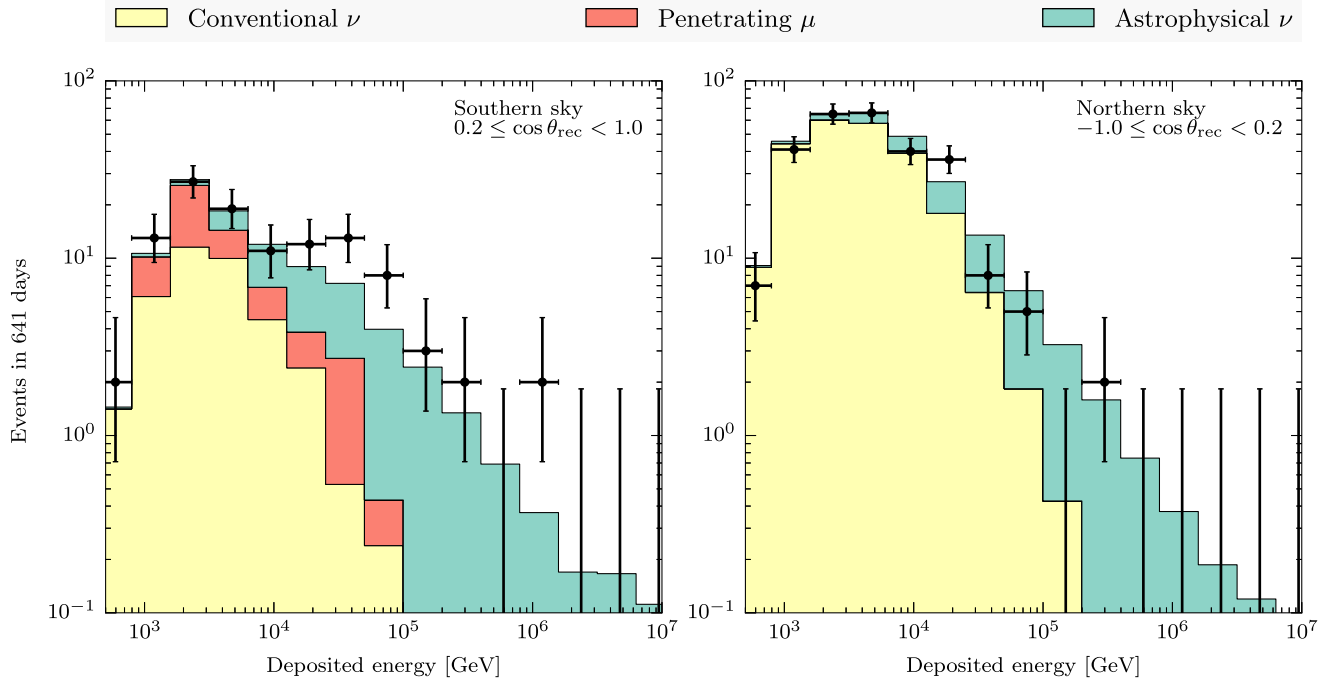 Conventional ν Penetrating μ Astrophysical ν
Southern sky
0.2 ≤ cos θrec < 1.0
Northern sky
−1.0 ≤ cos θrec < 0.2
Events in 641 days
10²
10¹
10⁰
10⁻¹
10³ 10⁴ 10⁵ 10⁶ 10⁷
Deposited energy [GeV]
10²
10¹
10⁰
10⁻¹
10³ 10⁴ 10⁵ 10⁶ 10⁷
Deposited energy [GeV]